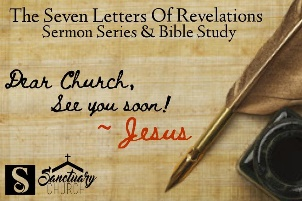 The Seven Letters Of Revelations
Sermon Series & Bible Study
Dear Church,
See you soon!
~ Jesus
S
Sanctuary
CHURCH